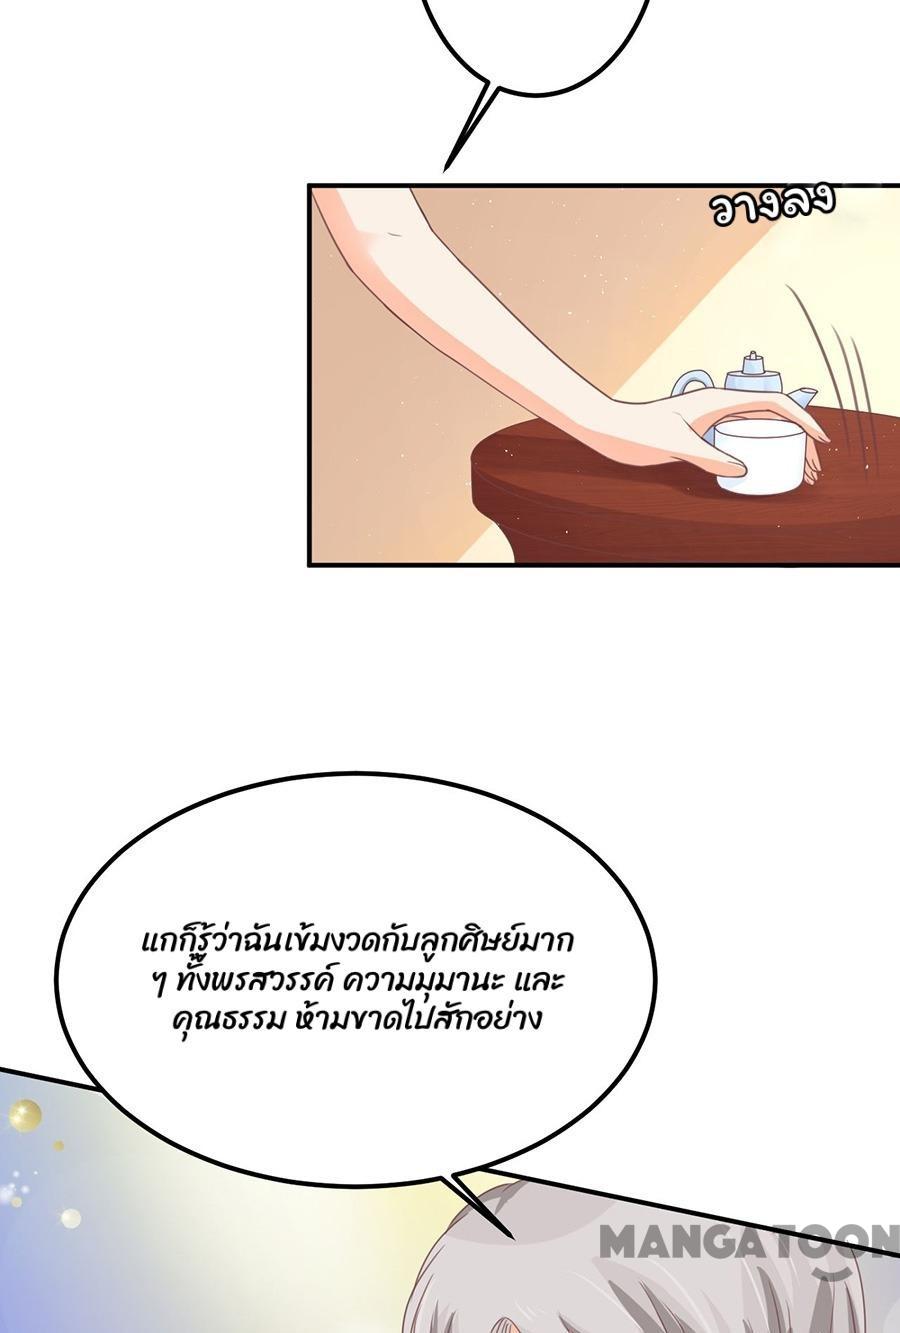 วางลง
แกก็รู้ว่าฉันเข้มงวดกับลูกศิษย์มาก
ๆ ทั้งพรสวรรค์ ความมุมานะ และ
คุณธรรม ห้ามขาดไปสักอย่าง
MANGATOON